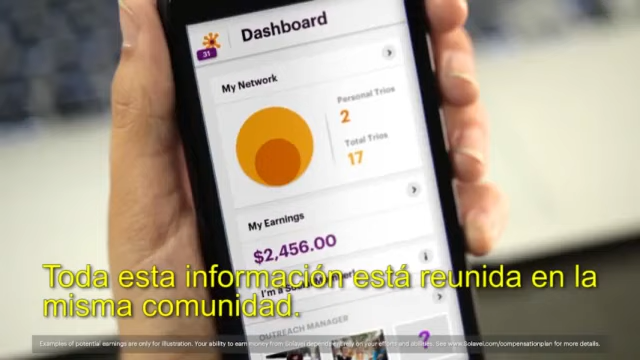 Dashboard
31
My Network
Personal Trios
2
Total Trios
17
My Earnings
$2,456.00
Toda esta información está reunida en la
misma comunidad.
I'm a
OUTREACH MANAGER
2
Examples of potential earnings are only for illustration. Your ability to earn money from Solavei depends entirely on your efforts and abilities. See www.Solavei.com/compensationplan for more details.